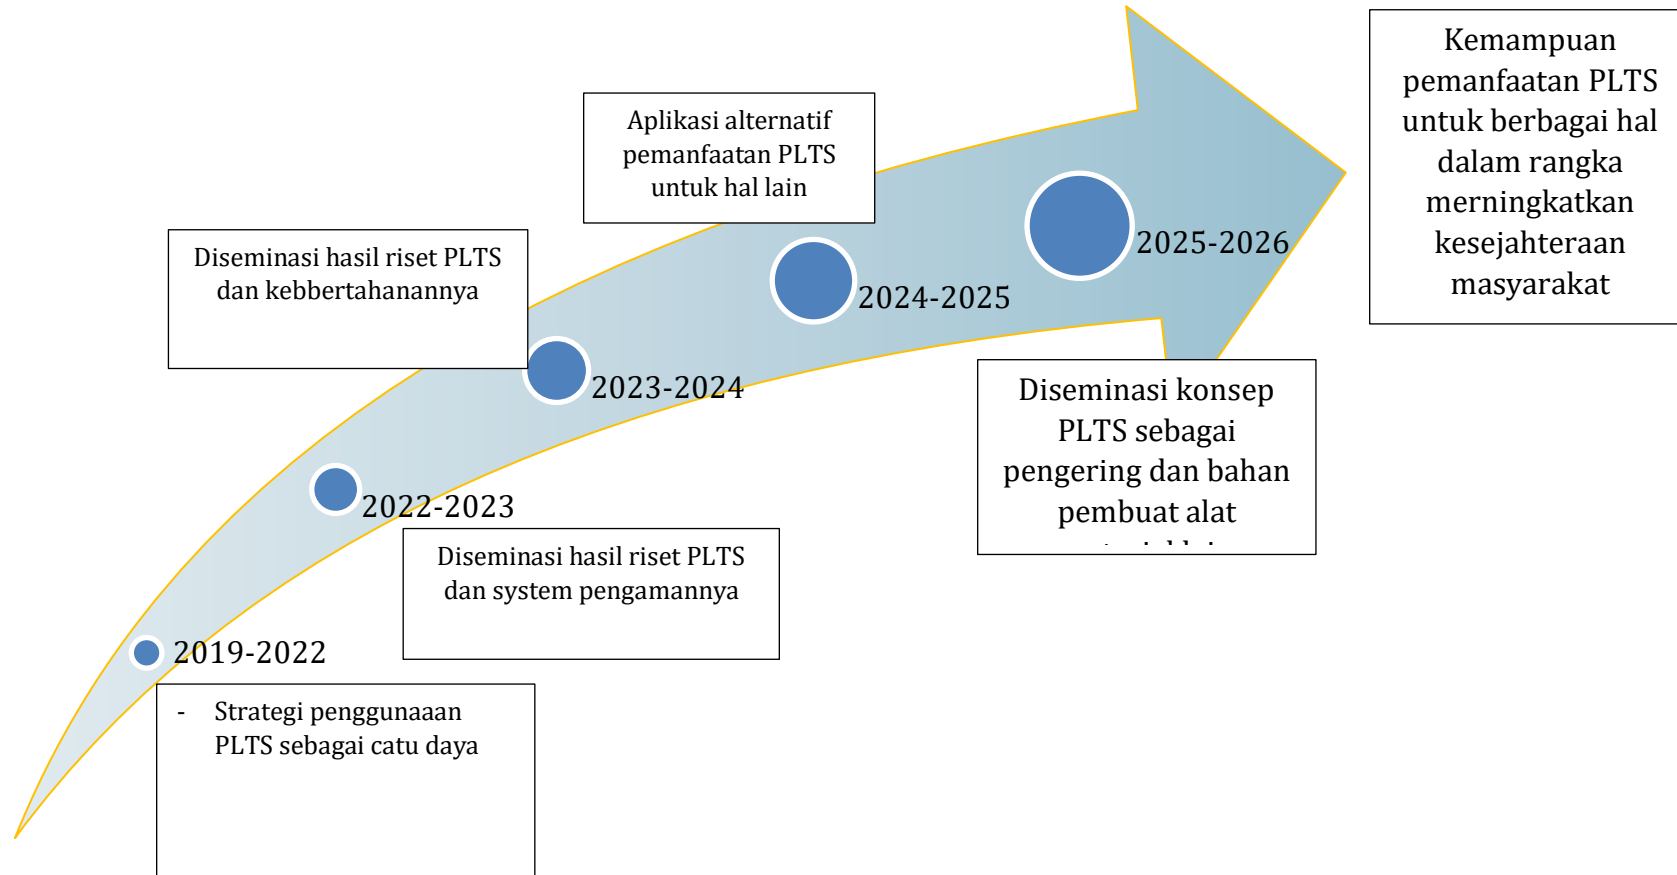 Kemampuan
pemanfaatan PLTS
untuk berbagai hal
dalam rangka
merningkatkan
kesejahteraan
masyarakat
Aplikasi alternatif
pemanfaatan PLTS
untuk hal lain
2025-2026
Diseminasi hasil riset PLTS
dan kebbertahanannya
2024-2025
2023-2024
Diseminasi konsep
PLTS sebagai
pengering dan bahan
pembuat alat
2022-2023
Diseminasi hasil riset PLTS
dan system pengamannya
2019-2022
- Strategi penggunaaan
PLTS sebagai catu daya